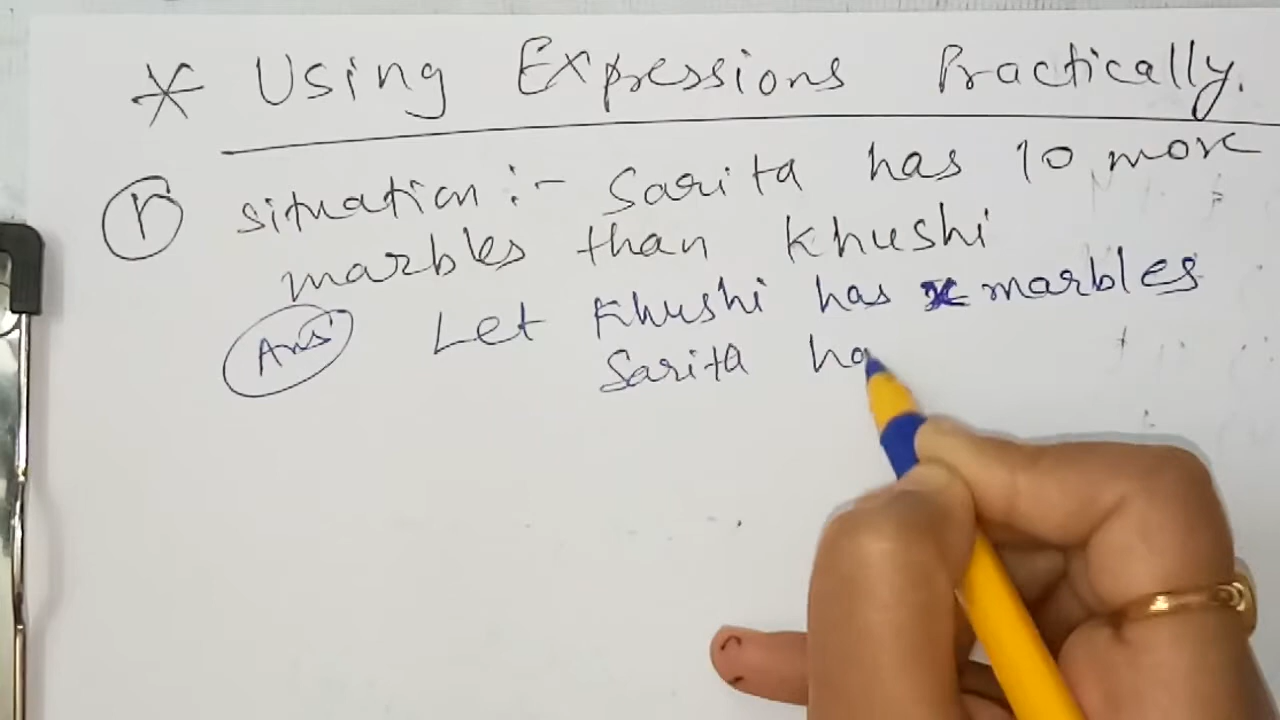 * Using Expressions Practically.
situation :- Sarita has 10 more
marbles than Khushi
Ans Let Khushi has x marbles
Sarita ha